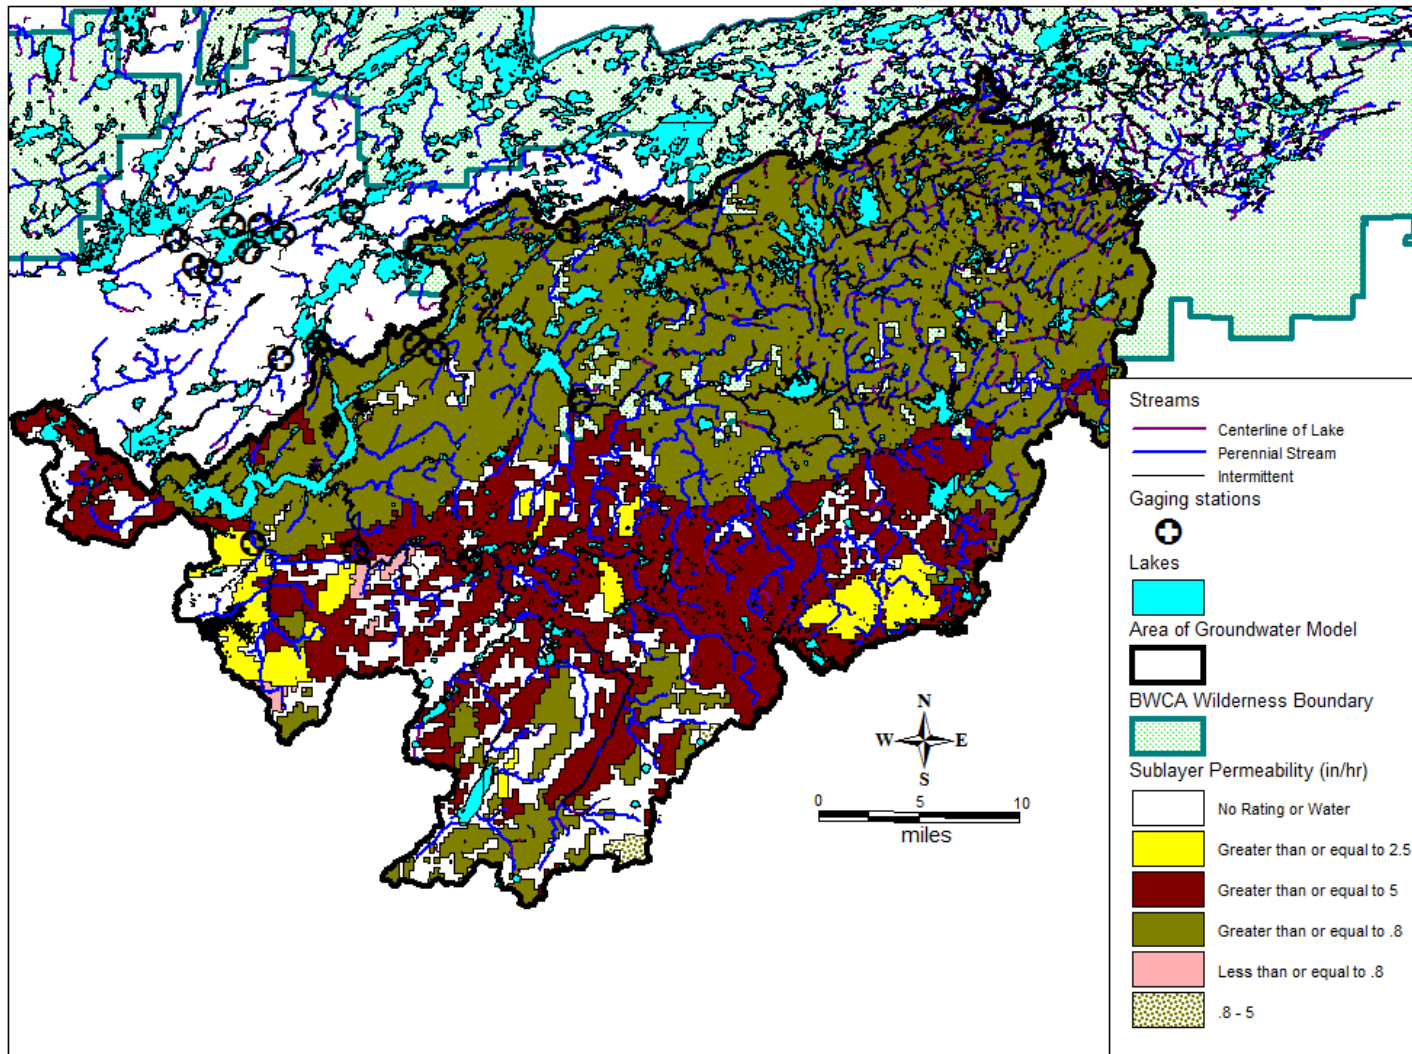 Streams
Centerline of Lake
Perennial Stream
Intermittent
Gaging stations
Lakes
Area of Groundwater Model
BWCA Wilderness Boundary
Sublayer Permeability (in/hr)
No Rating or Water
Greater than or equal to 2.5
Greater than or equal to 5
Greater than or equal to .8
Less than or equal to .8
.8 - 5
N
W E
S
0 5 10
miles